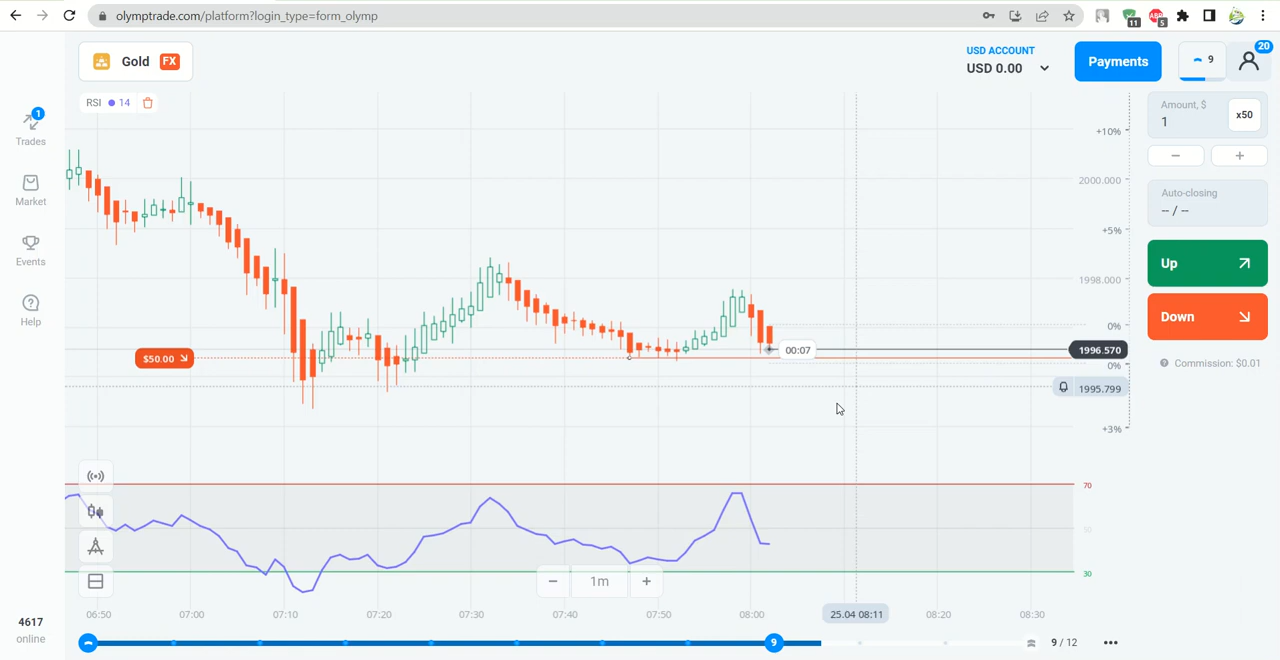 olymptrade.com/platform?login_type=form_olymp
11
5
Gold FX
USD ACCOUNT
USD 0.00
Payments
9
20
RSI 14
1
Trades
Market
Events
Help
4617
online
+10%
2000.000
+5%
1998.000
0%
1996.570
0%
1995.799
+3%
$50.00
00:07
Amount, $
1
x50
Auto-closing
-- / --
Up
Down
Commission: $0.01
70
50
30
1m
06:50 07:00 07:10 07:20 07:30 07:40 07:50 08:00 25.04 08:11 08:20 08:30
9
9 / 12